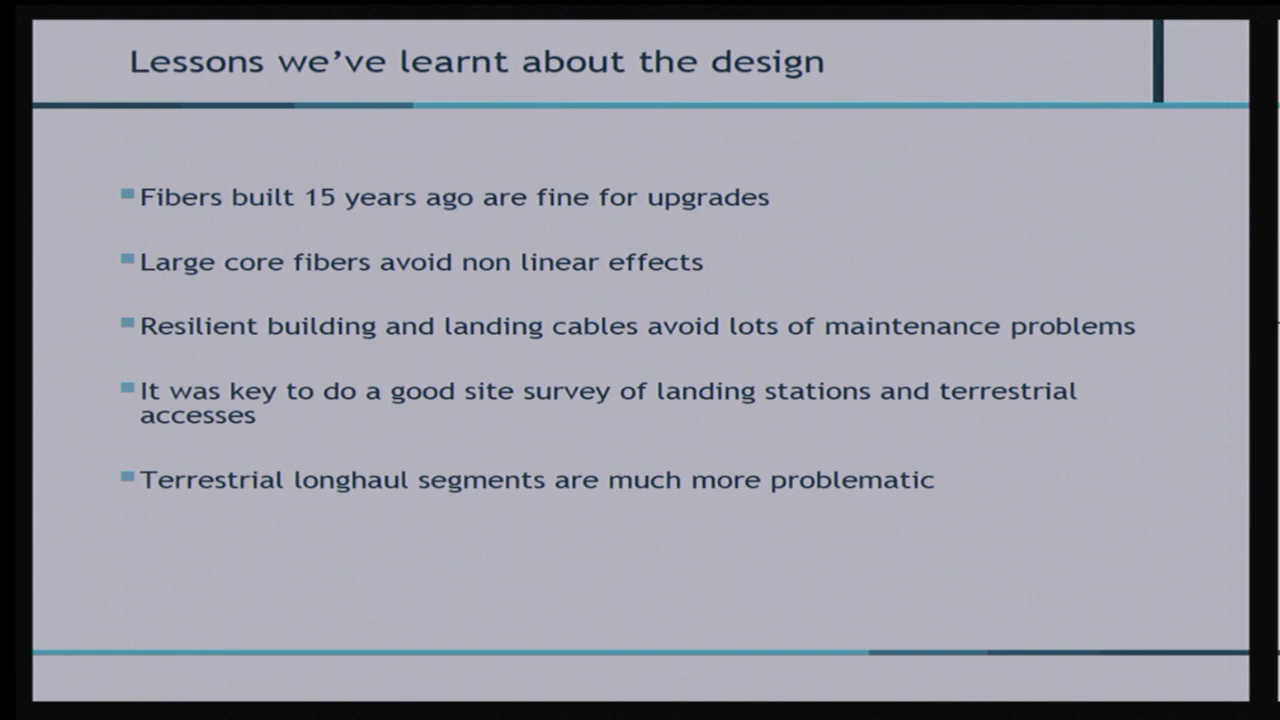 Lessons we’ve learnt about the design
Fibers built 15 years ago are fine for upgrades
Large core fibers avoid non linear effects
Resilient building and landing cables avoid lots of maintenance problems
It was key to do a good site survey of landing stations and terrestrial
accesses
Terrestrial longhaul segments are much more problematic